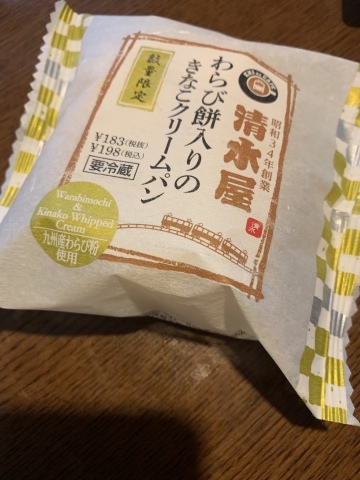 昭和34年創業
清水屋
数量限定
わらび餅入りの
きなこクリームパン
¥183(税抜)
¥198(税込)
要冷蔵
Warabimochi
&
Kinako Whipped
Cream
九州産わらび粉
使用